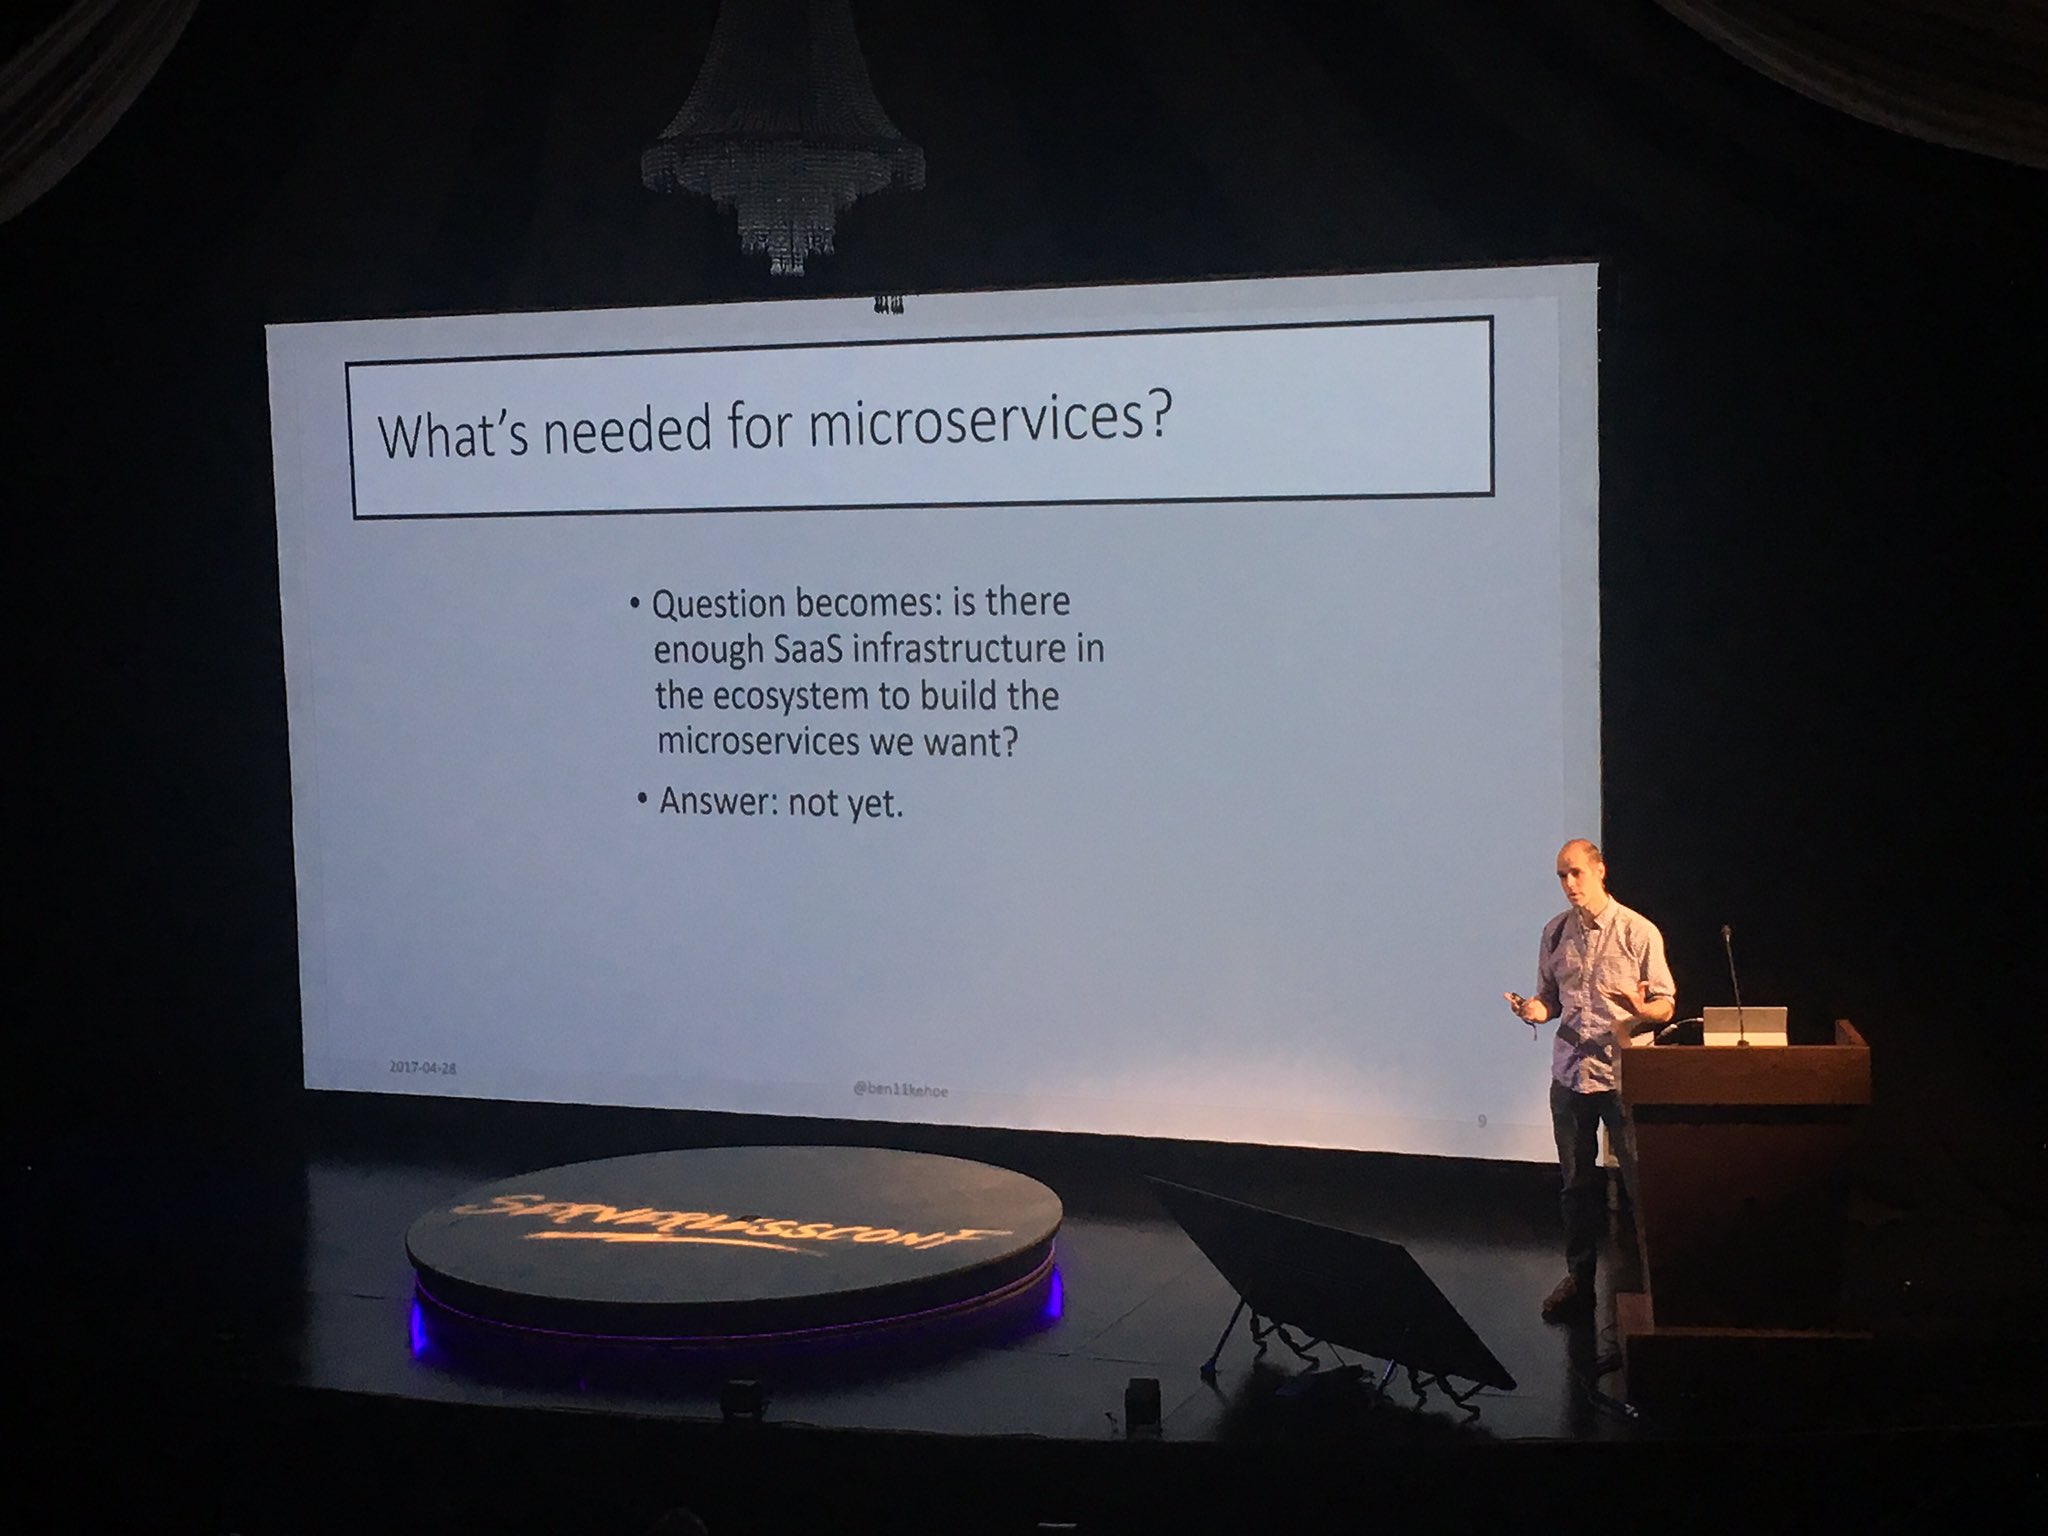 What's needed for microservices?
• Question becomes: is there
enough SaaS infrastructure in
the ecosystem to build the
microservices we want?
• Answer: not yet.
2017-04-28
@ben11kehoe
9
SERVERLESSCONF